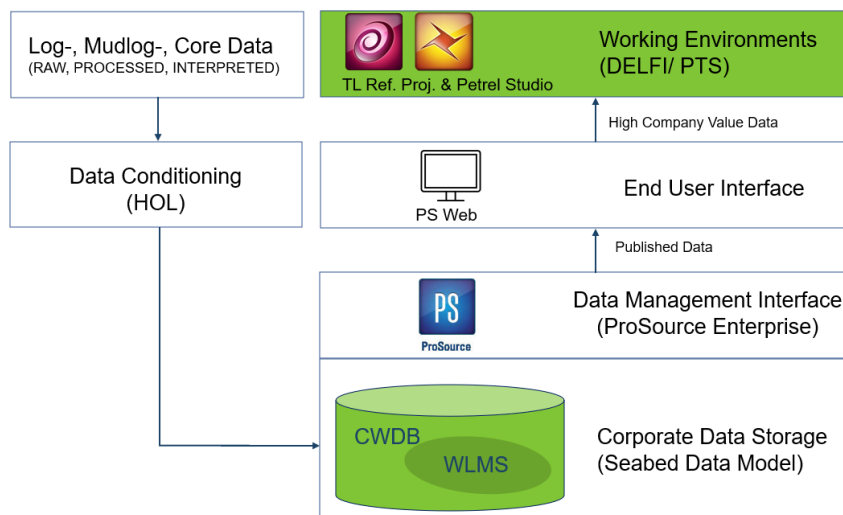 Log-, Mudlog-, Core Data
(RAW, PROCESSED, INTERPRETED)
Data Conditioning
(HOL)
TL Ref. Proj. & Petrel Studio
Working Environments
(DELFI/ PTS)
High Company Value Data
PS Web
End User Interface
Published Data
PS
ProSource
Data Management Interface
(ProSource Enterprise)
CWDB
WLMS
Corporate Data Storage
(Seabed Data Model)